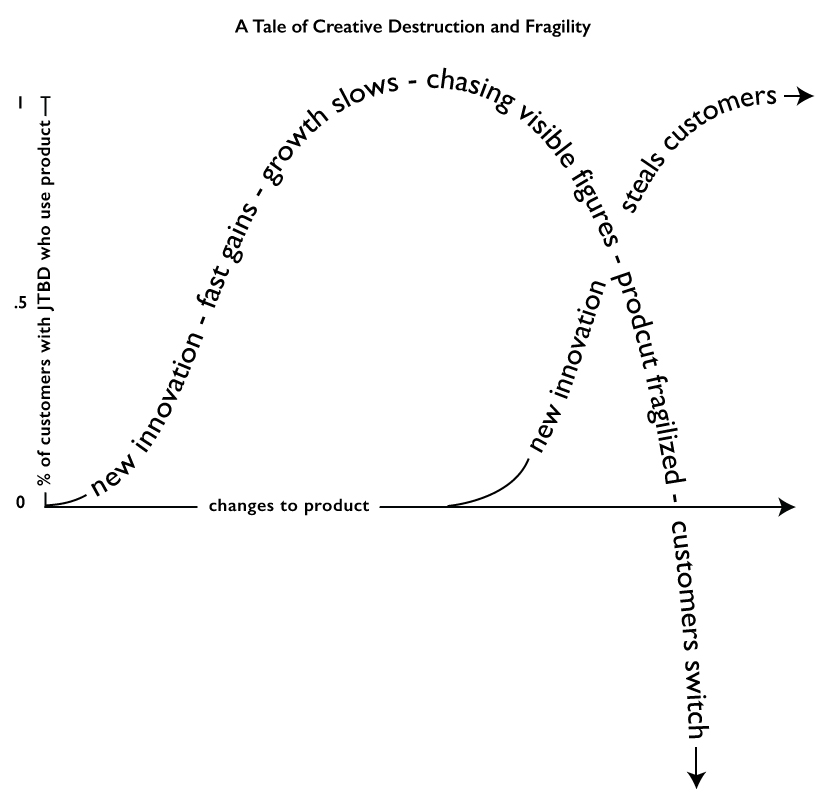 A Tale of Creative Destruction and Fragility
1
.5
0
% of customers with JTBD who use product
changes to product
new innovation - fast gains - growth slows - chasing visible figures - prodcut fragilized - customers switch
new innovation
steals customers